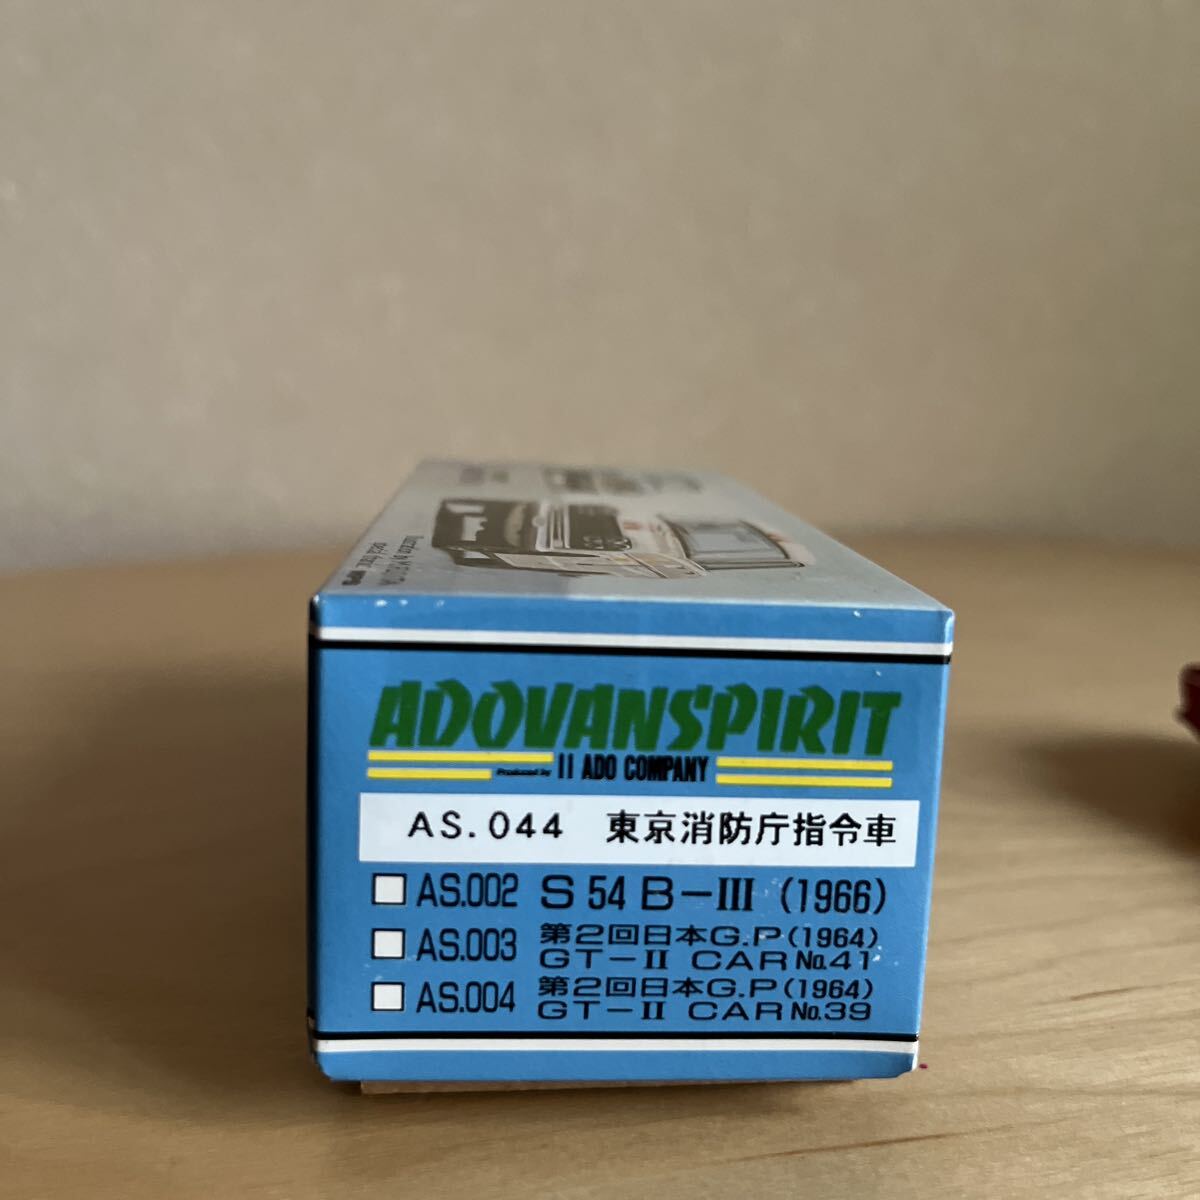 ADOVANSPIRIT
Produced by II ADO COMPANY
AS.044 東京消防庁指令車
AS.002 S 54 B-III (1966)
AS.003 第2回日本G.P(1964)
GT-II CAR No.41
AS.004 第2回日本G.P(1964)
GT-II CAR No.39